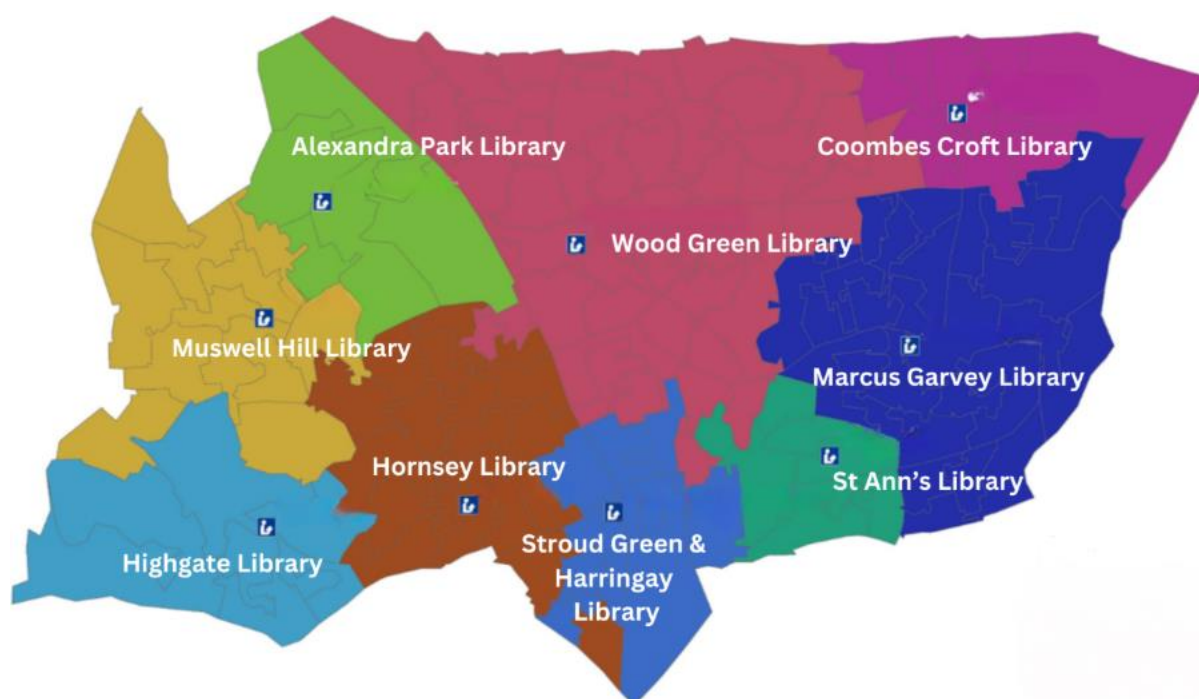 Alexandra Park Library
Coombes Croft Library
Wood Green Library
Muswell Hill Library
Marcus Garvey Library
Hornsey Library
St Ann’s Library
Highgate Library
Stroud Green &
Harringay
Library